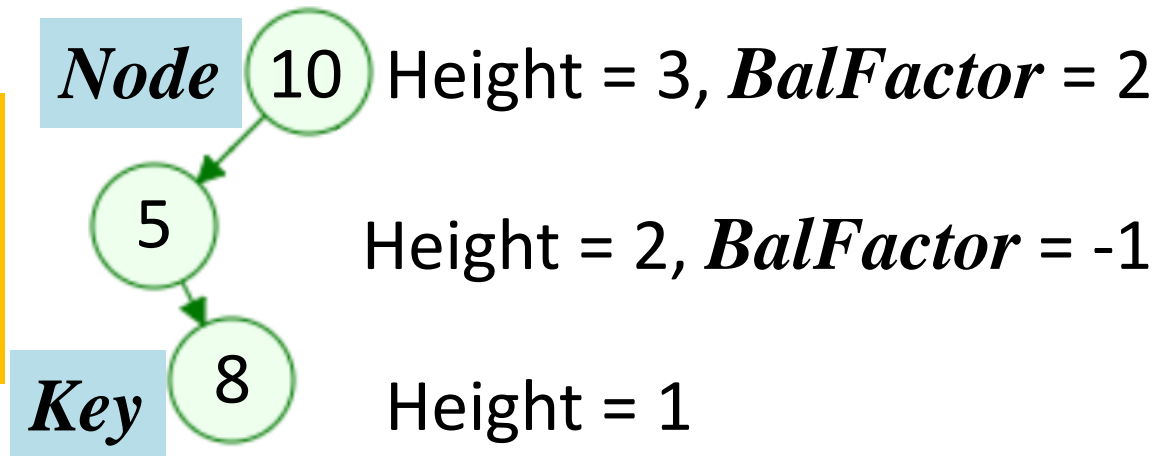 Node 10 Height = 3, BalFactor = 2
5 Height = 2, BalFactor = -1
Key 8 Height = 1